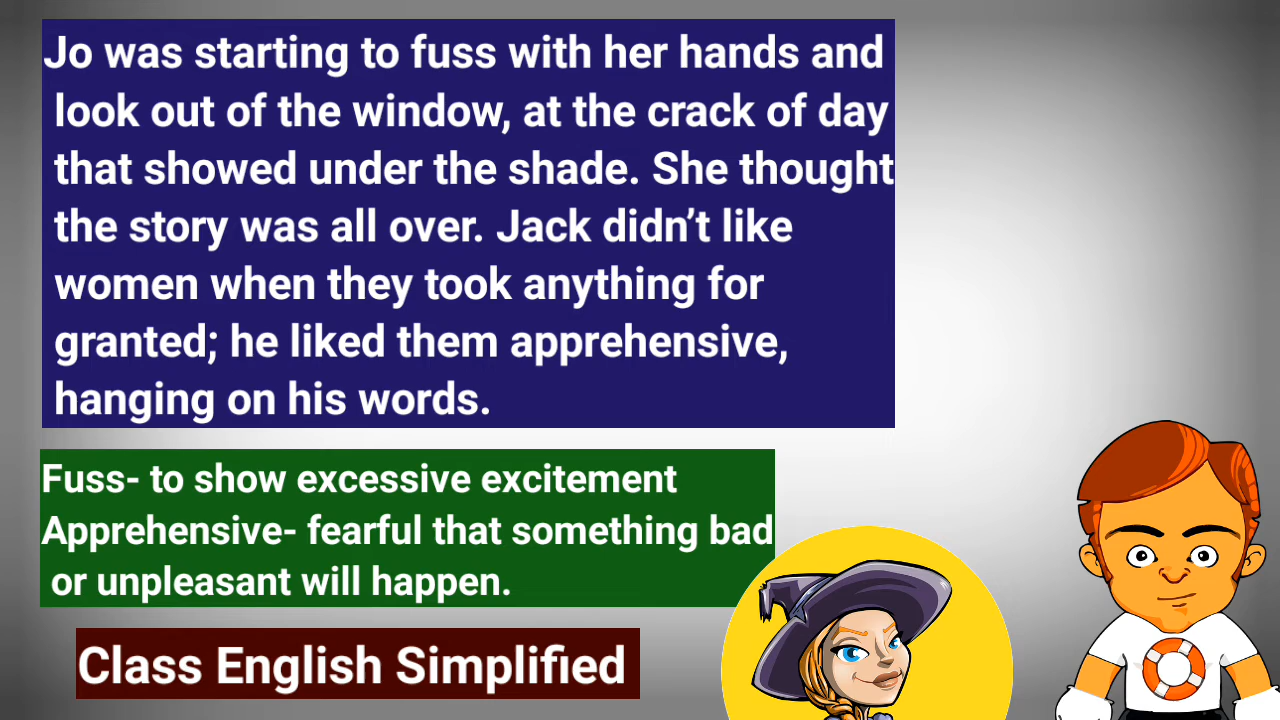 Jo was starting to fuss with her hands and
look out of the window, at the crack of day
that showed under the shade. She thought
the story was all over. Jack didn’t like
women when they took anything for
granted; he liked them apprehensive,
hanging on his words.
Fuss- to show excessive excitement
Apprehensive- fearful that something bad
or unpleasant will happen.
Class English Simplified